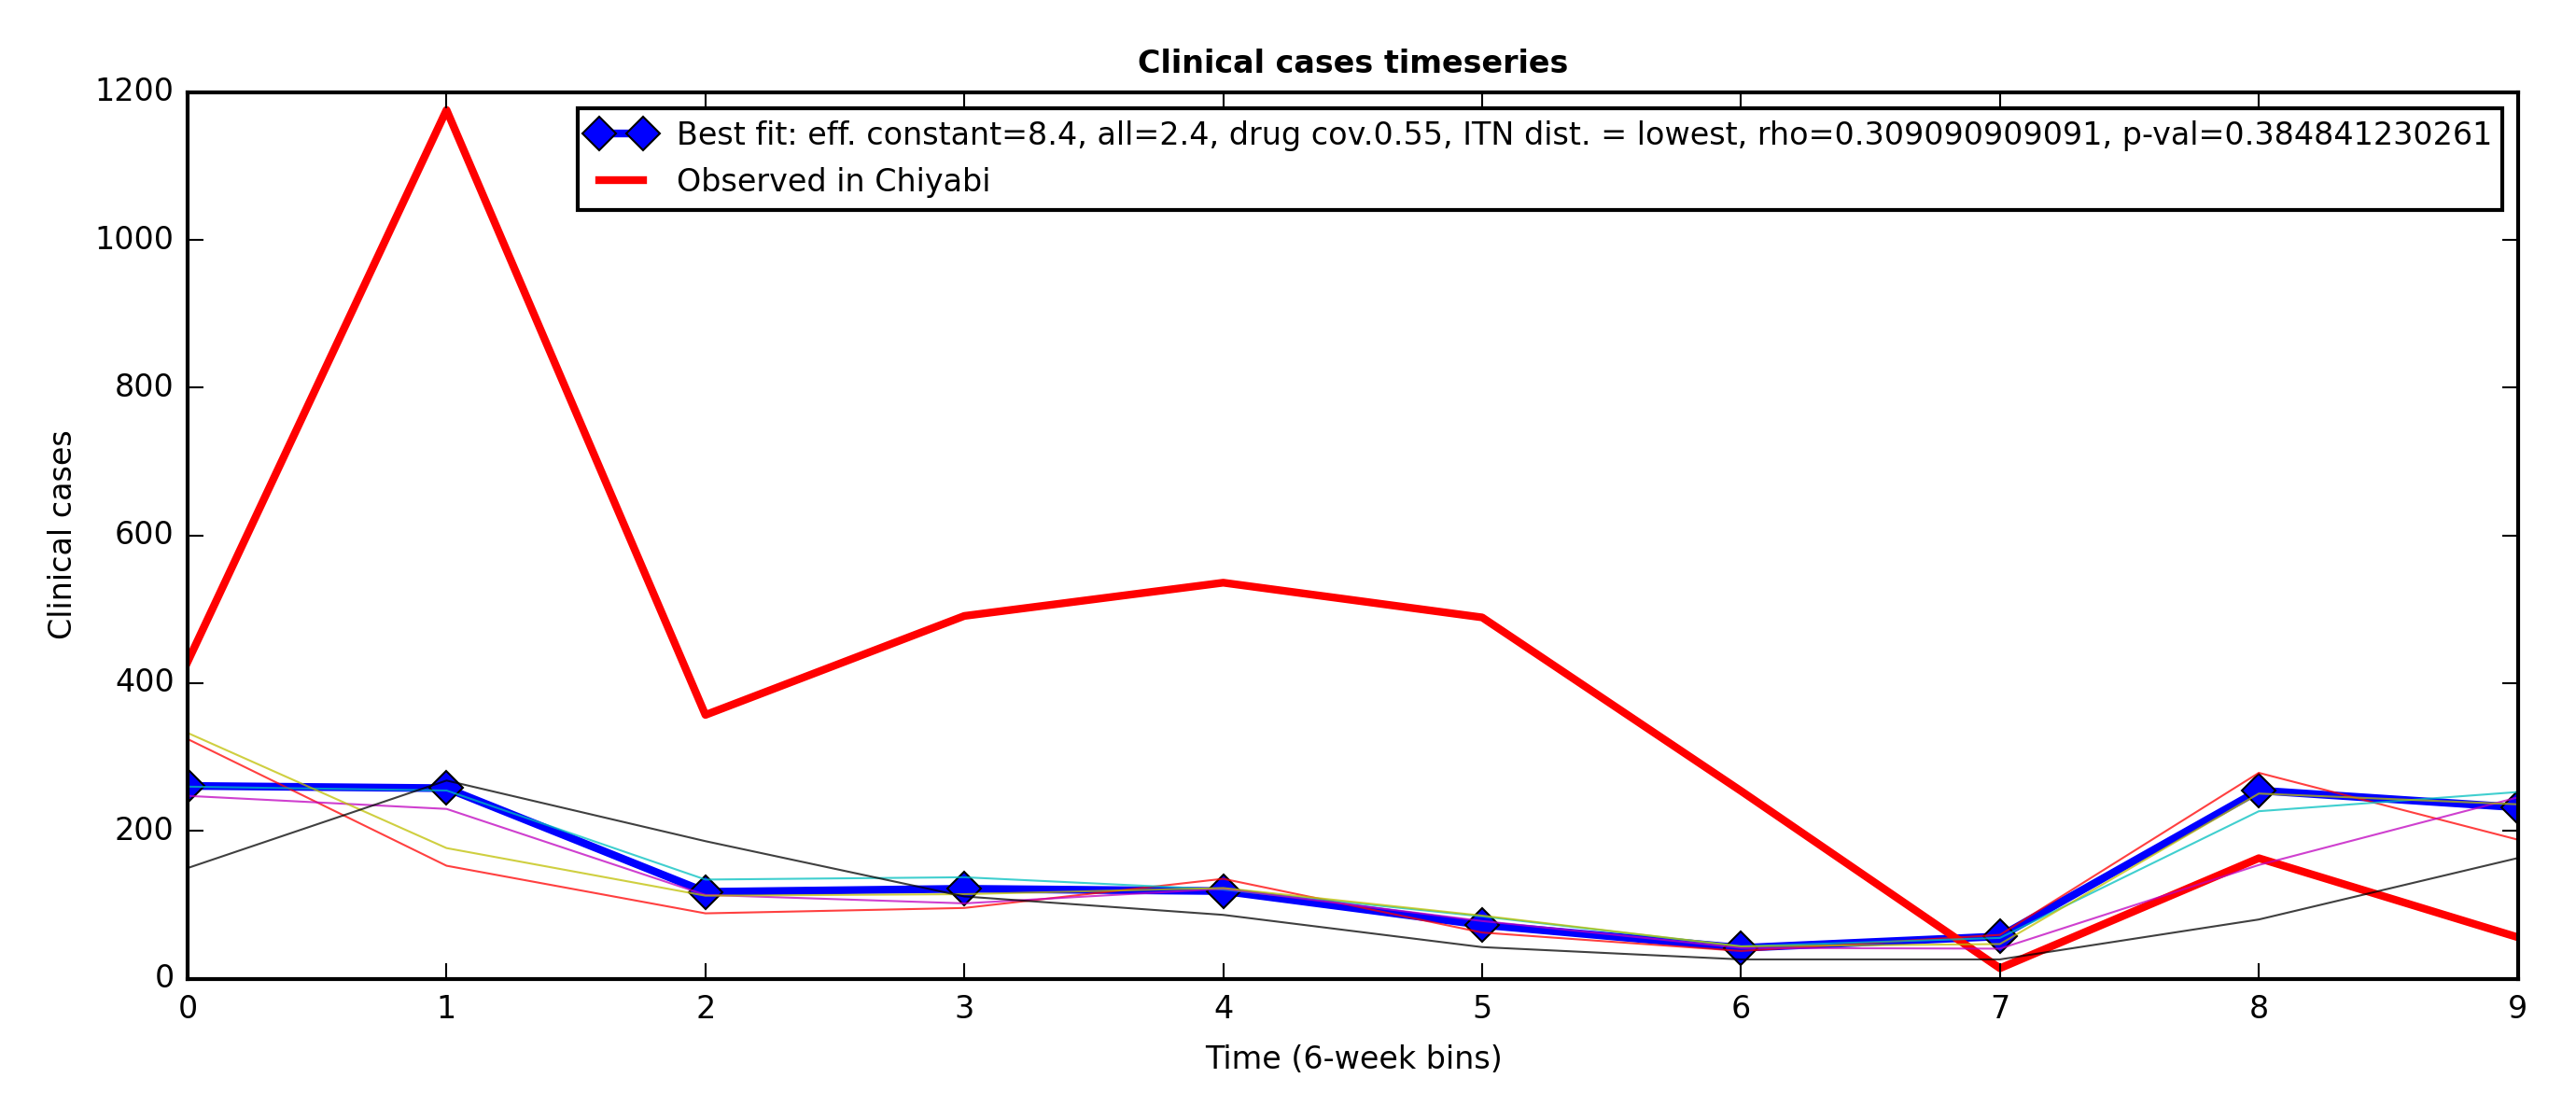 Clinical cases timeseries
1200
1000
800
600
400
200
0
Clinical cases
Best fit: eff. constant=8.4, all=2.4, drug cov.0.55, ITN dist. = lowest, rho=0.309090909091, p-val=0.384841230261
Observed in Chiyabi
0 1 2 3 4 5 6 7 8 9
Time (6-week bins)